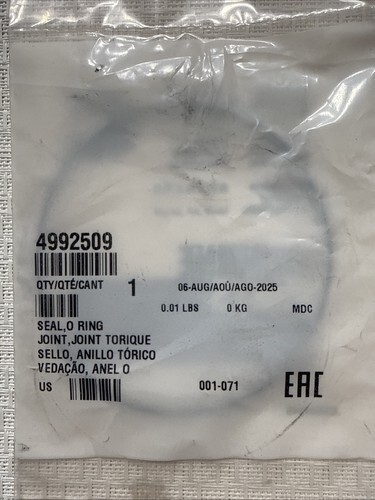 4992509
QTY/QTÉ/CANT 1 06-AUG/AOÛ/AGO-2025
0.01 LBS 0 KG MDC
SEAL,O RING
JOINT,JOINT TORIQUE
SELLO, ANILLO TÓRICO
VEDAÇÃO, ANEL O
US 001-071 EAC